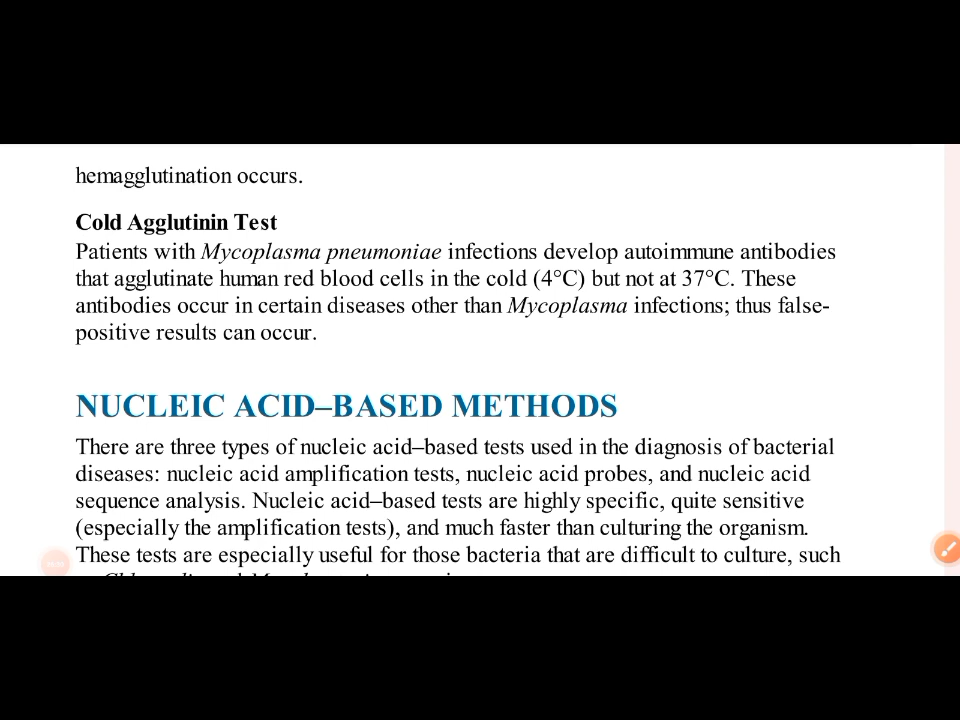 hemagglutination occurs.
Cold Agglutinin Test
Patients with Mycoplasma pneumoniae infections develop autoimmune antibodies
that agglutinate human red blood cells in the cold (4°C) but not at 37°C. These
antibodies occur in certain diseases other than Mycoplasma infections; thus false-
positive results can occur.
NUCLEIC ACID–BASED METHODS
There are three types of nucleic acid–based tests used in the diagnosis of bacterial
diseases: nucleic acid amplification tests, nucleic acid probes, and nucleic acid
sequence analysis. Nucleic acid–based tests are highly specific, quite sensitive
(especially the amplification tests), and much faster than culturing the organism.
These tests are especially useful for those bacteria that are difficult to culture, such